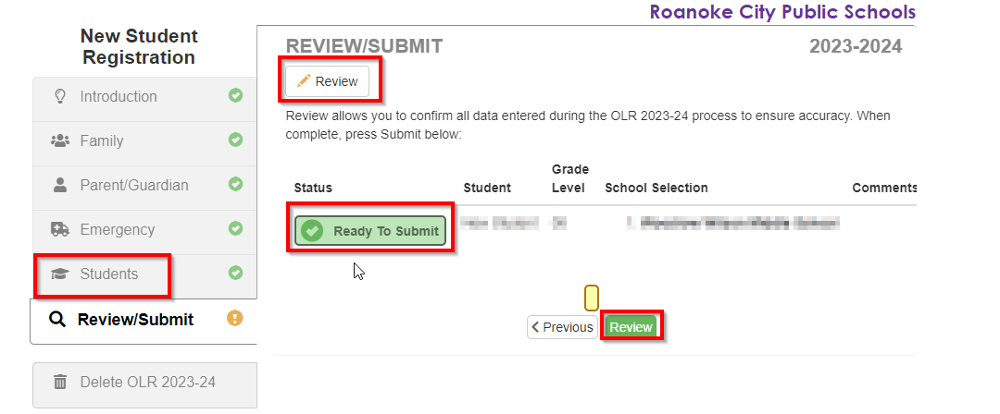 Roanoke City Public Schools
New Student
Registration
Introduction
Family
Parent/Guardian
Emergency
Students
Review/Submit
Delete OLR 2023-24
REVIEW/SUBMIT
2023-2024
Review
Review allows you to confirm all data entered during the OLR 2023-24 process to ensure accuracy. When
complete, press Submit below:
Status
Student
Grade
Level
School Selection
Comments
Ready To Submit
Previous
Review